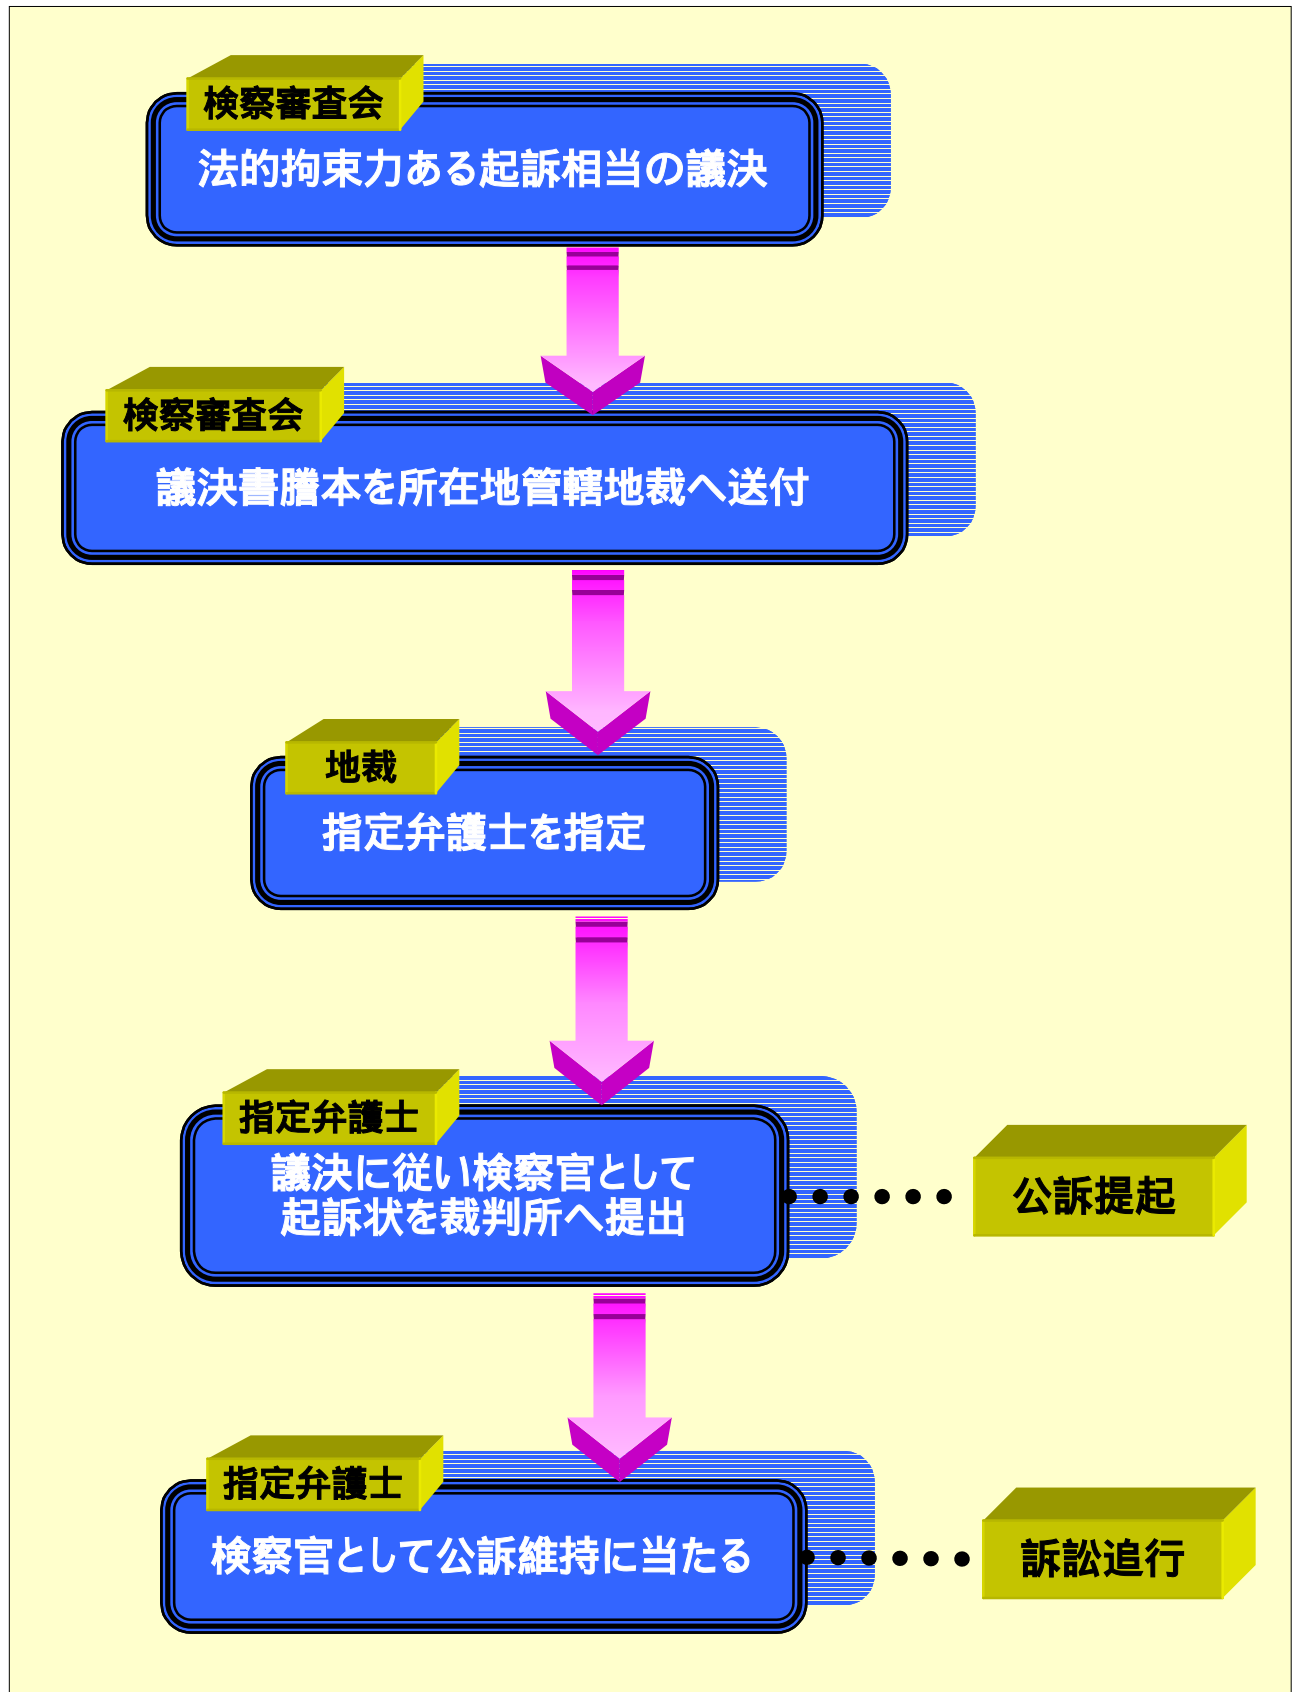 検察審査会
法的拘束力ある起訴相当の議決
検察審査会
議決書謄本を所在地管轄地裁へ送付
地裁
指定弁護士を指定
指定弁護士
議決に従い検察官として
起訴状を裁判所へ提出
公訴提起
指定弁護士
検察官として公訴維持に当たる
訴訟追行